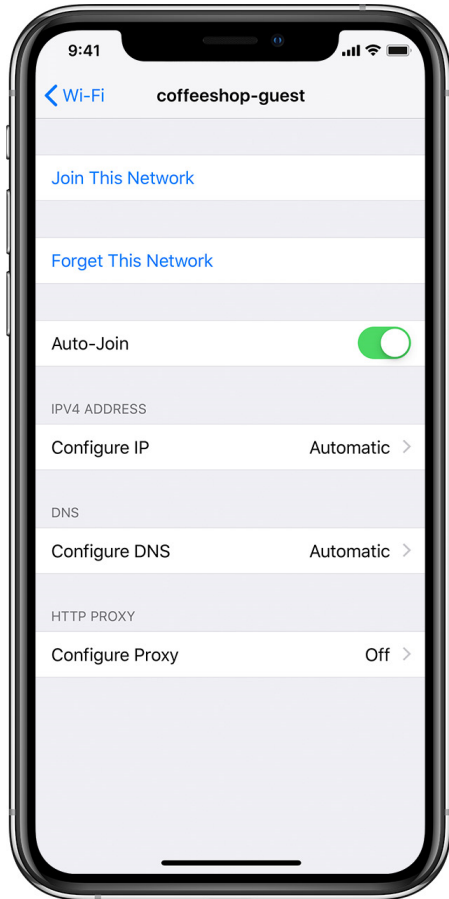 9:41
Wi-Fi coffeeshop-guest
Join This Network
Forget This Network
Auto-Join
IPV4 ADDRESS
Configure IP Automatic
DNS
Configure DNS Automatic
HTTP PROXY
Configure Proxy Off